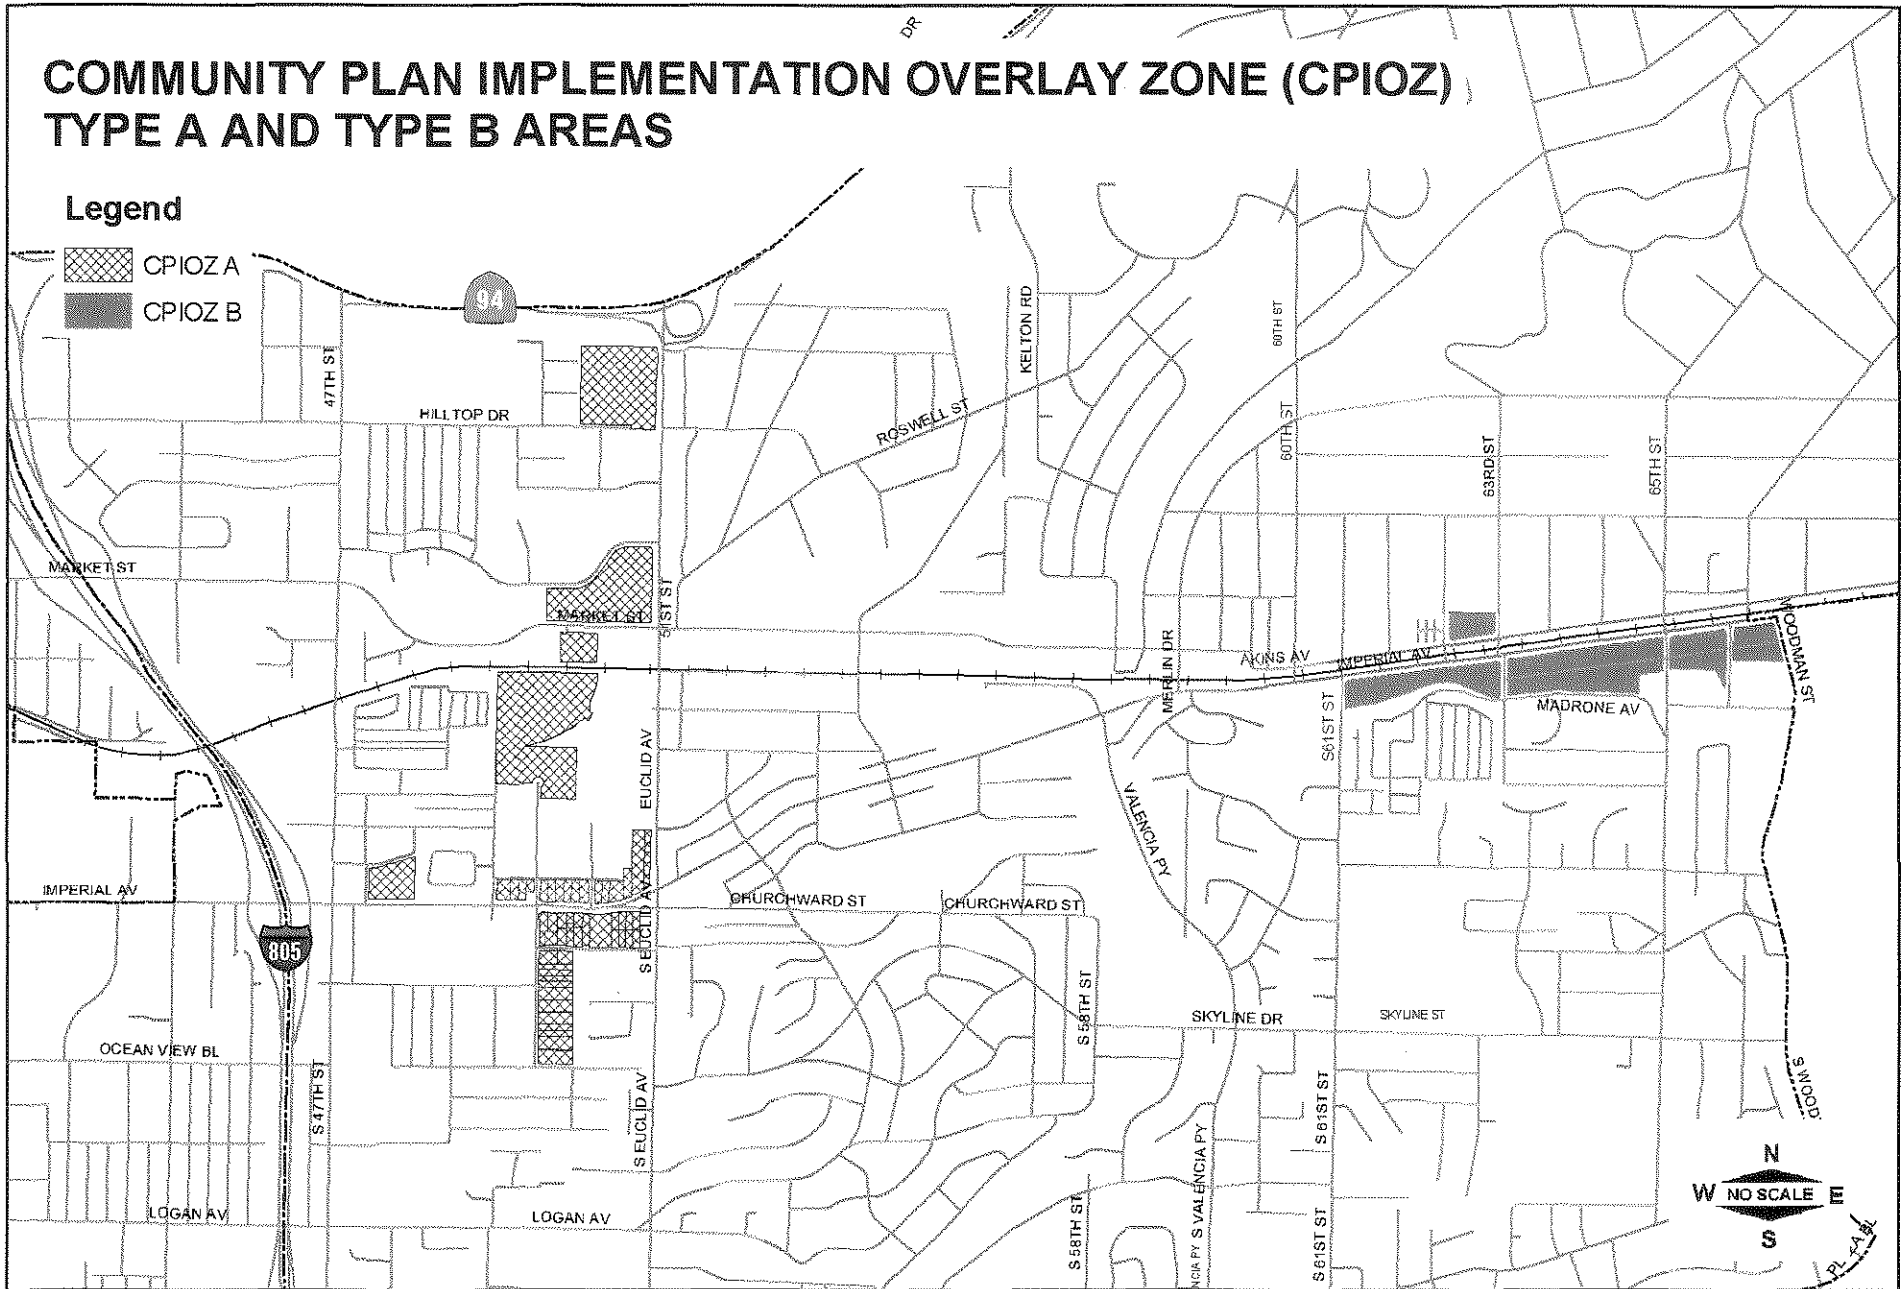 DR
COMMUNITY PLAN IMPLEMENTATION OVERLAY ZONE (CPIOZ)
TYPE A AND TYPE B AREAS
Legend
CPIOZ A
CPIOZ B
94
47TH ST
HILLTOP DR
ROSWELL ST
KELTON RD
60TH ST
60TH ST
63RD ST
65TH ST
MARKET ST
MARKET ST
51ST ST
MERLIN DR
AKINS AV
IMPERIAL AV
WOODMAN ST
MADRONE AV
S61ST ST
EUCLID AV
VALENCIA PY
IMPERIAL AV
S EUCLID AV
CHURCHWARD ST
CHURCHWARD ST
805
S 58TH ST
SKYLINE DR
SKYLINE ST
OCEAN VIEW BL
S 47TH ST
S EUCLID AV
S 61ST ST
S WOOD
S VALENCIA PY
NCIA PY
LOGAN AV
LOGAN AV
S 58TH ST
S 61ST ST
N
W NO SCALE E
S